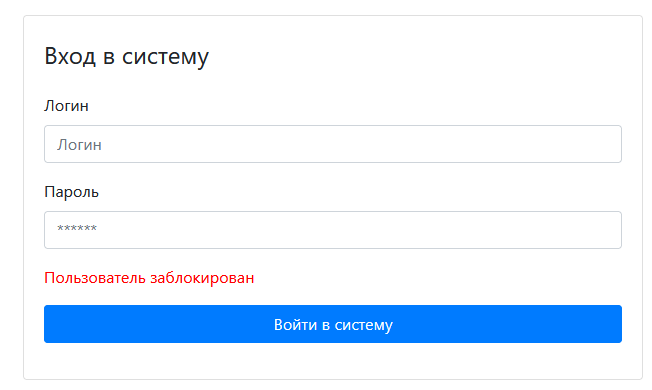 Вход в систему
Логин
Логин
Пароль
******
Пользователь заблокирован
Войти в систему